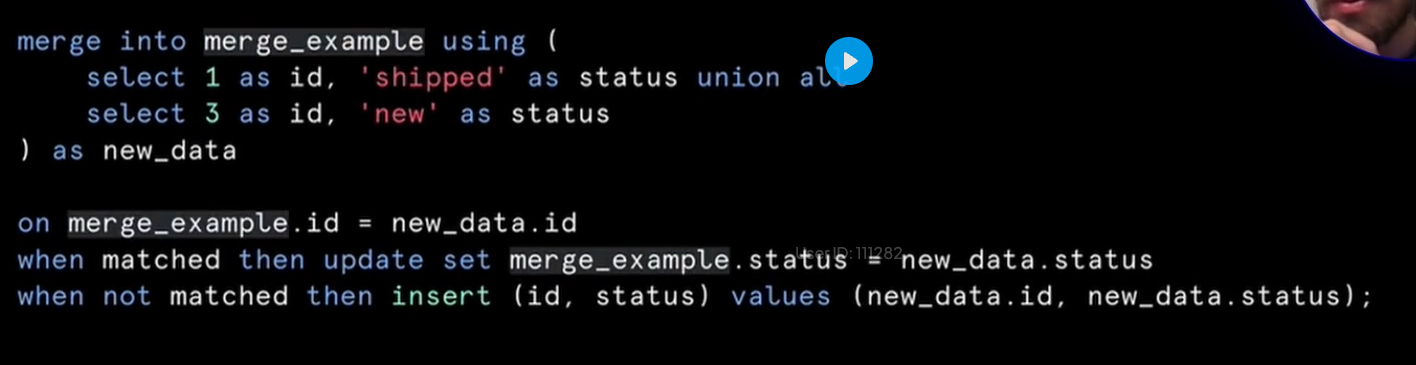 merge into merge_example using (
    select 1 as id, 'shipped' as status union all
    select 3 as id, 'new' as status
) as new_data

on merge_example.id = new_data.id
when matched then update set merge_example.status = new_data.status
when not matched then insert (id, status) values (new_data.id, new_data.status);
User ID: 111282